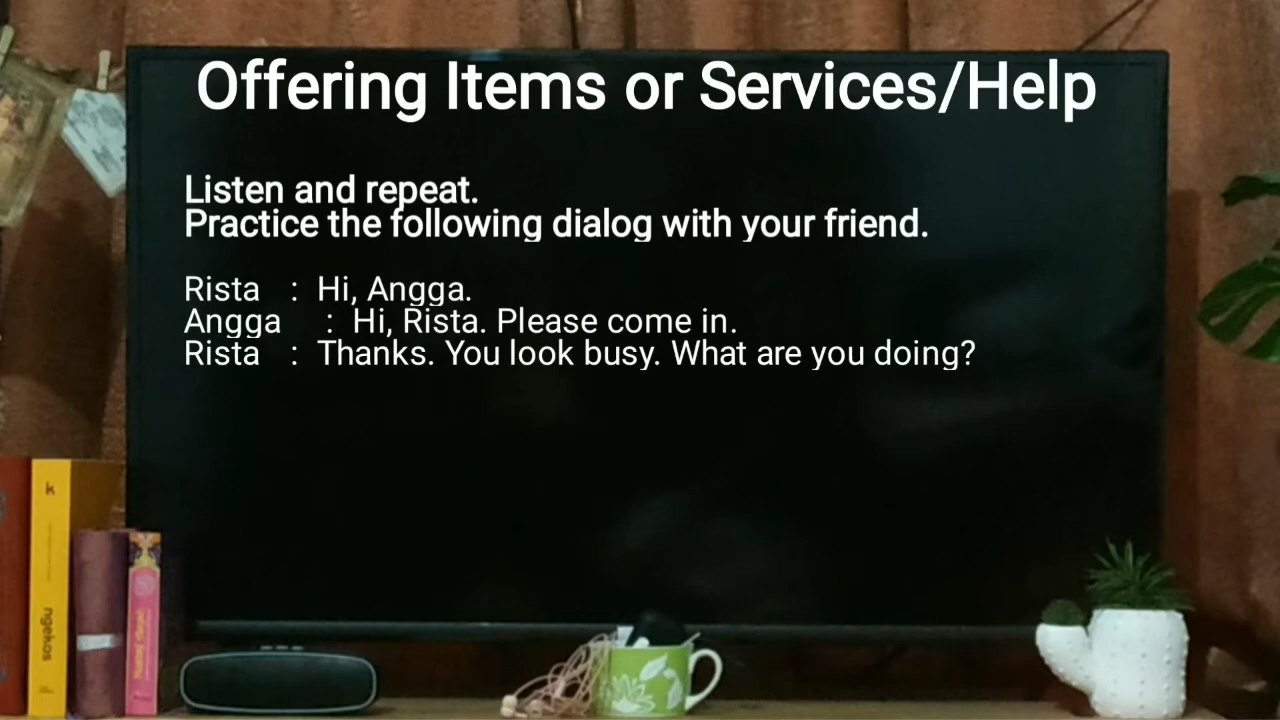 Offering Items or Services/Help
Listen and repeat.
Practice the following dialog with your friend.
Rista : Hi, Angga.
Angga : Hi, Rista. Please come in.
Rista : Thanks. You look busy. What are you doing?
k
ngekos